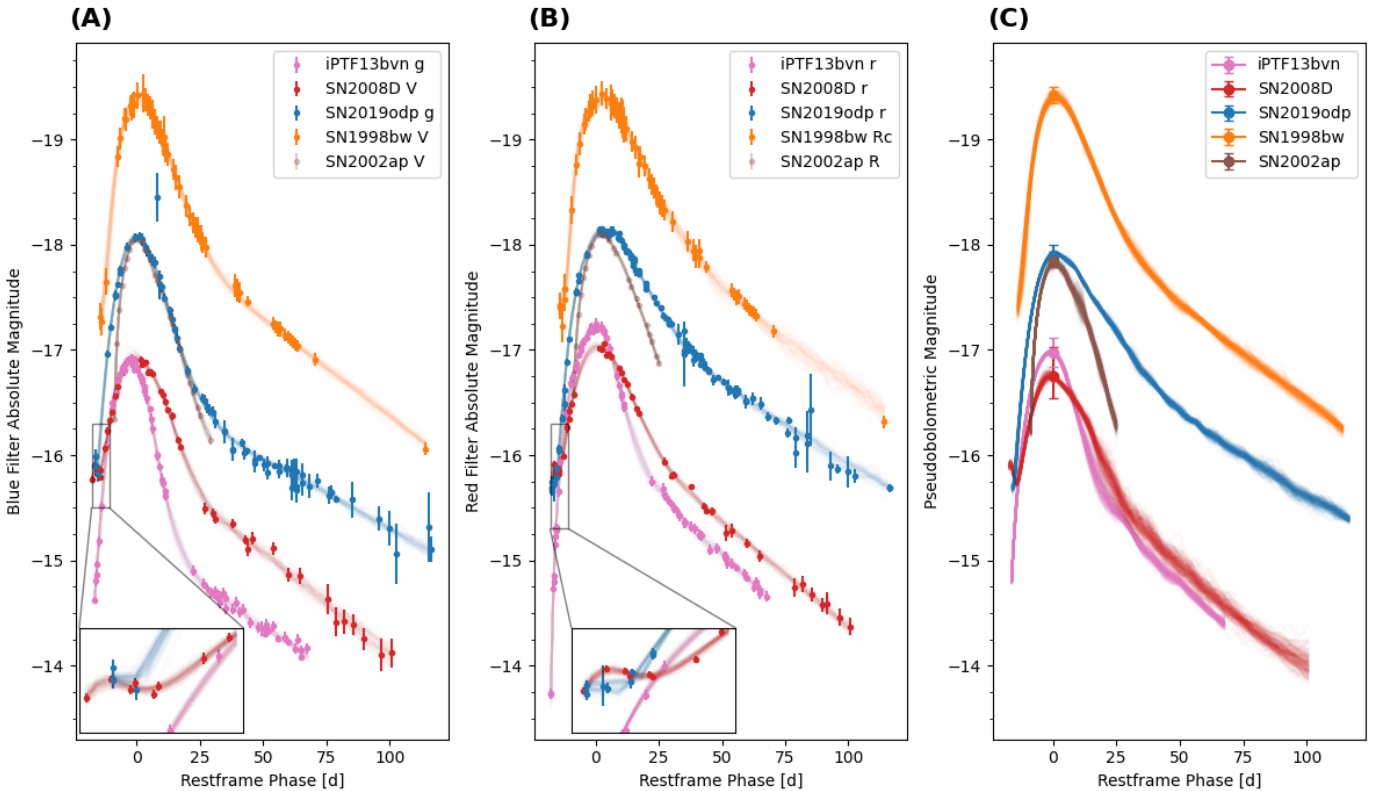 (A)
Blue Filter Absolute Magnitude
−19
−18
−17
−16
−15
−14
iPTF13bvn g
SN2008D V
SN2019odp g
SN1998bw V
SN2002ap V
0
25
50
75
100
Restframe Phase [d]
(B)
Red Filter Absolute Magnitude
−19
−18
−17
−16
−15
−14
iPTF13bvn r
SN2008D r
SN2019odp r
SN1998bw Rc
SN2002ap R
0
25
50
75
100
Restframe Phase [d]
(C)
Pseudobolometric Magnitude
−19
−18
−17
−16
−15
−14
iPTF13bvn
SN2008D
SN2019odp
SN1998bw
SN2002ap
0
25
50
75
100
Restframe Phase [d]